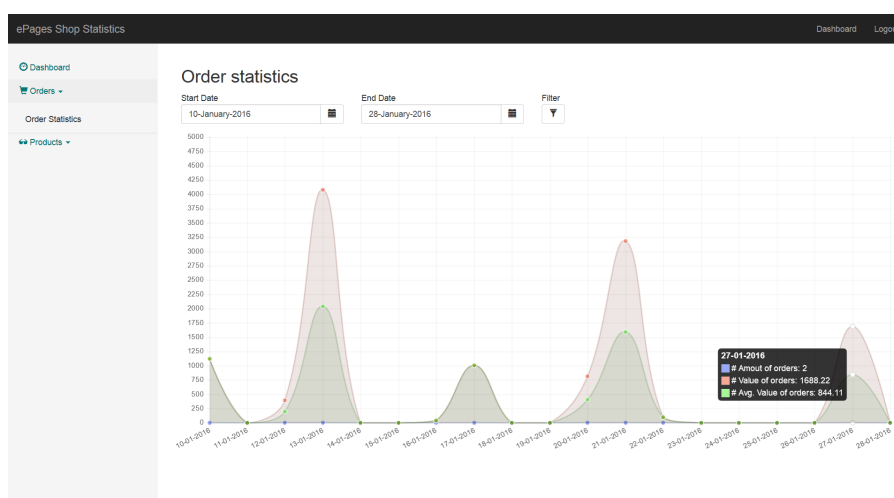 ePages Shop Statistics
Dashboard Logou
Dashboard
Orders
Order Statistics
Products
Order statistics
Start Date End Date Filter
10-January-2016 28-January-2016
5000
4750
4500
4250
4000
3750
3500
3250
3000
2750
2500
2250
2000
1750
1500
1250
1000
750
500
250
0
27-01-2016
# Amout of orders: 2
# Value of orders: 1688.22
# Avg. Value of orders: 844.11
10-01-2016 11-01-2016 12-01-2016 13-01-2016 14-01-2016 15-01-2016 16-01-2016 17-01-2016 18-01-2016 19-01-2016 20-01-2016 21-01-2016 22-01-2016 23-01-2016 24-01-2016 25-01-2016 26-01-2016 27-01-2016 28-01-2016